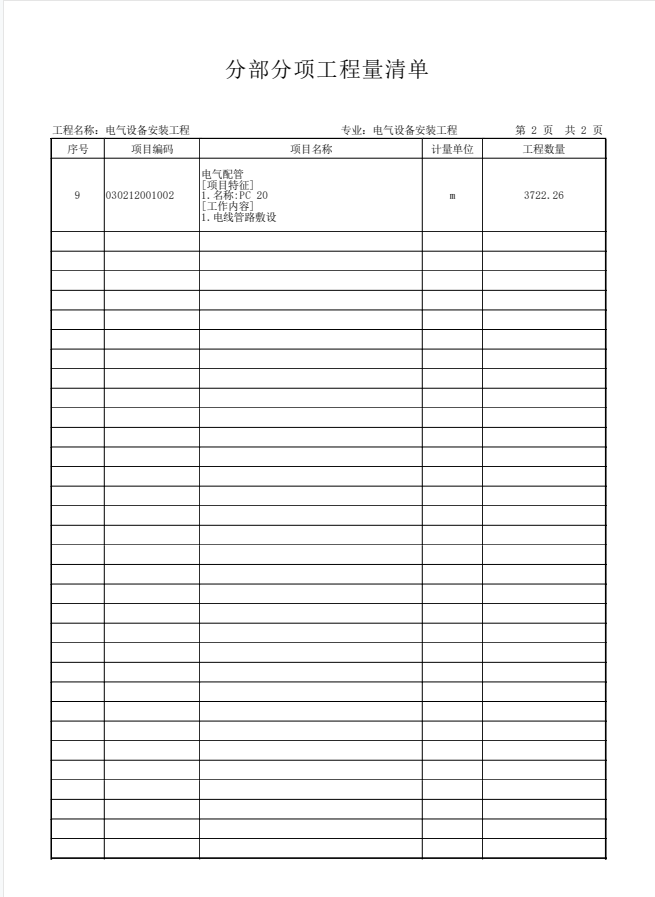 分部分项工程量清单
工程名称：电气设备安装工程 专业：电气设备安装工程 第 2 页 共 2 页
序号 项目编码 项目名称 计量单位 工程数量
电气配管
[项目特征]
9 030212001002 1.名称:PC 20 m 3722.26
[工作内容]
1.电线管路敷设